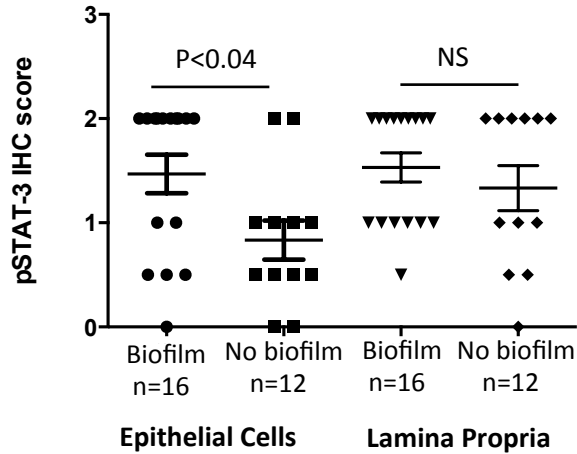 pSTAT-3 IHC score
3
2
1
0
P<0.04
NS
Biofilm
n=16
No biofilm
n=12
Biofilm
n=16
No biofilm
n=12
Epithelial Cells
Lamina Propria